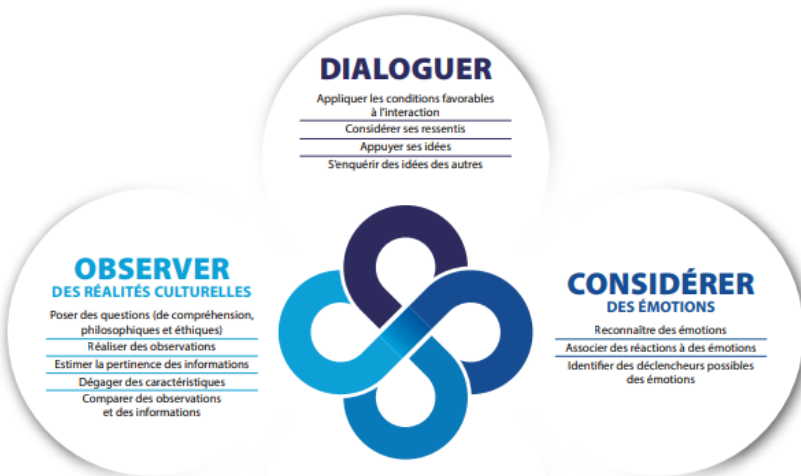 DIALOGUER
Appliquer les conditions favorables
à l'interaction
Considérer ses ressentis
Appuyer ses idées
S'enquérir des idées des autres
OBSERVER
DES RÉALITÉS CULTURELLES
Poser des questions (de compréhension,
philosophiques et éthiques)
Réaliser des observations
Estimer la pertinence des informations
Dégager des caractéristiques
Comparer des observations
et des informations
CONSIDÉRER
DES ÉMOTIONS
Reconnaître des émotions
Associer des réactions à des émotions
Identifier des déclencheurs possibles
des émotions